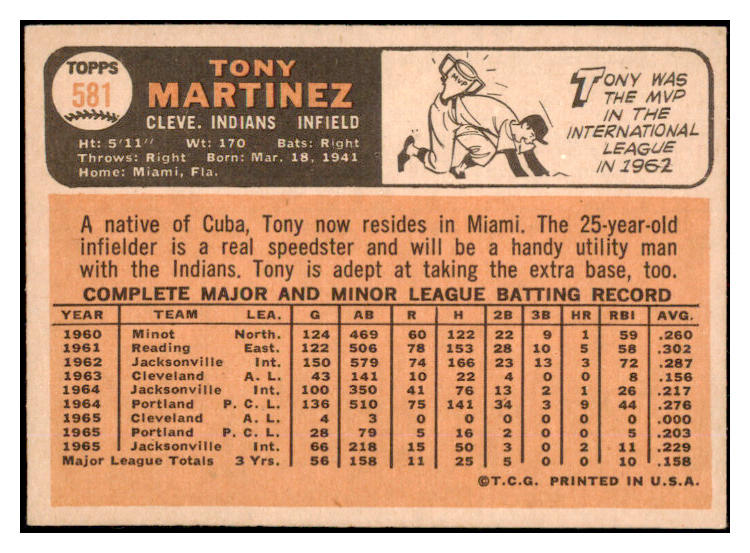 TOPPS
581
TONY
MARTINEZ
CLEVE. INDIANS INFIELD
Ht: 5'11" Wt: 170 Bats: Right
Throws: Right Born: Mar. 18, 1941
Home: Miami, Fla.
MVP
TONY WAS
THE MVP
IN THE
INTERNATIONAL
LEAGUE
IN 1962
A native of Cuba, Tony now resides in Miami. The 25-year-old
infielder is a real speedster and will be a handy utility man
with the Indians. Tony is adept at taking the extra base, too.
COMPLETE MAJOR AND MINOR LEAGUE BATTING RECORD
YEAR TEAM LEA. G AB R H 2B 3B HR RBI AVG.
1960 Minot North. 124 469 60 122 22 9 1 59 .260
1961 Reading East. 122 506 78 153 28 10 5 58 .302
1962 Jacksonville Int. 150 579 74 166 23 13 3 72 .287
1963 Cleveland A. L. 43 141 10 22 4 0 0 8 .156
1964 Jacksonville Int. 100 350 41 76 13 2 1 26 .217
1964 Portland P. C. L. 136 510 75 141 34 3 9 44 .276
1965 Cleveland A. L. 4 3 0 0 0 0 0 0 .000
1965 Portland P. C. L. 28 79 5 16 2 0 0 5 .203
1965 Jacksonville Int. 66 218 15 50 3 0 2 11 .229
Major League Totals 3 Yrs. 56 158 11 25 5 0 0 10 .158
©T.C.G. PRINTED IN U.S.A.